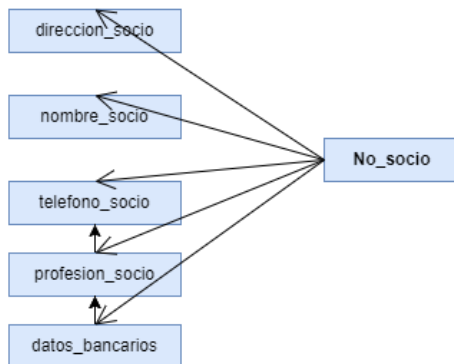 direccion_socio
nombre_socio
No_socio
telefono_socio
profesion_socio
datos_bancarios